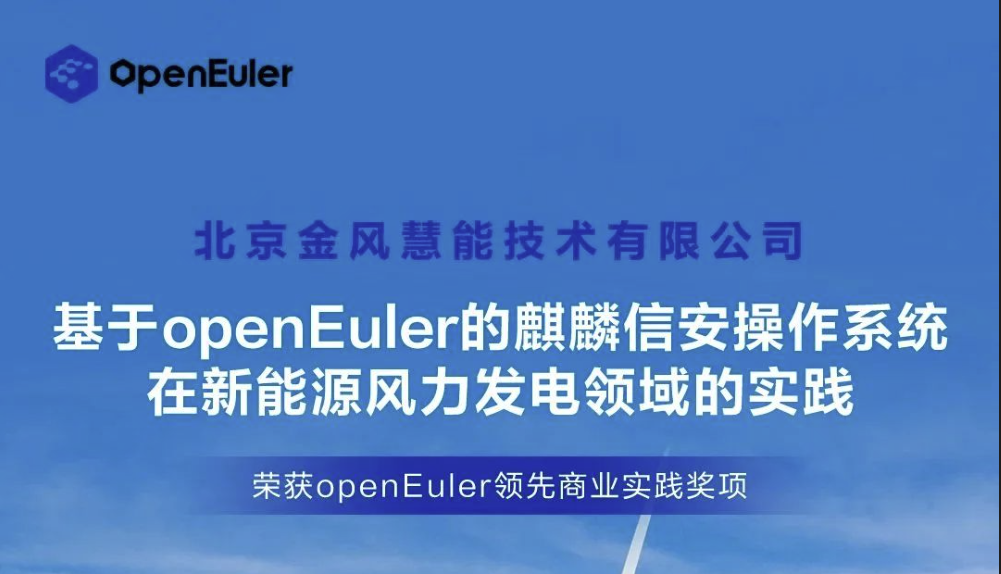 OpenEuler
北京金风慧能技术有限公司
基于openEuler的麒麟信安操作系统
在新能源风力发电领域的实践
荣获openEuler领先商业实践奖项